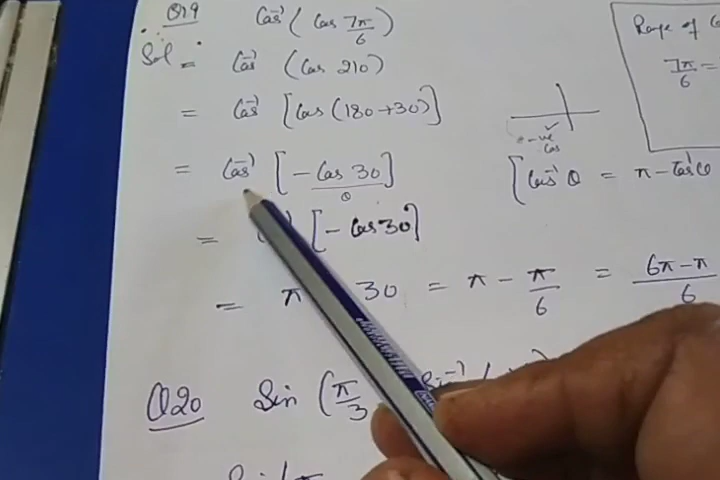 Q19 Cos⁻¹ (Cos 7π/6)
Sol = Cos⁻¹ (Cos 210)
= Cos⁻¹ [Cos (180+30)]
= Cos⁻¹ [- Cos 30]
θ
= [- Cos 30]
= π 30 = π - π/6 = 6π-π/6
Q20 Sin (π/3 Sin⁻¹ (
Range of
7π/6 =
-ve
Cos
[Cos⁻¹ θ = π - Cos⁻¹θ